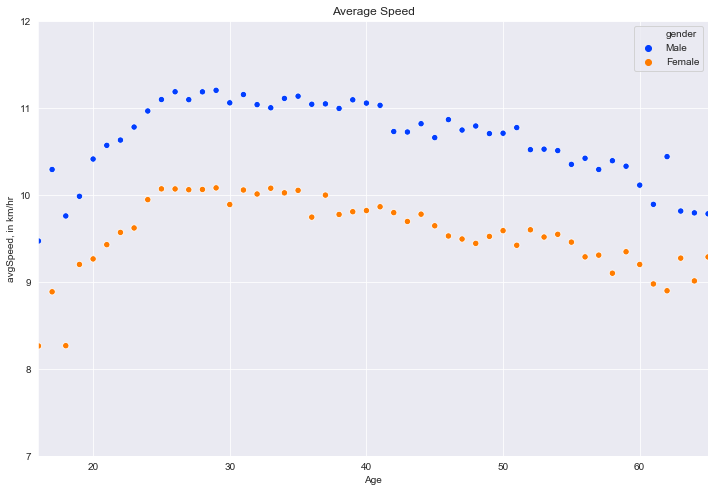 Average Speed
gender
Male
Female
avgSpeed, in km/hr
12
11
10
9
8
7
20 30 40 50 60
Age